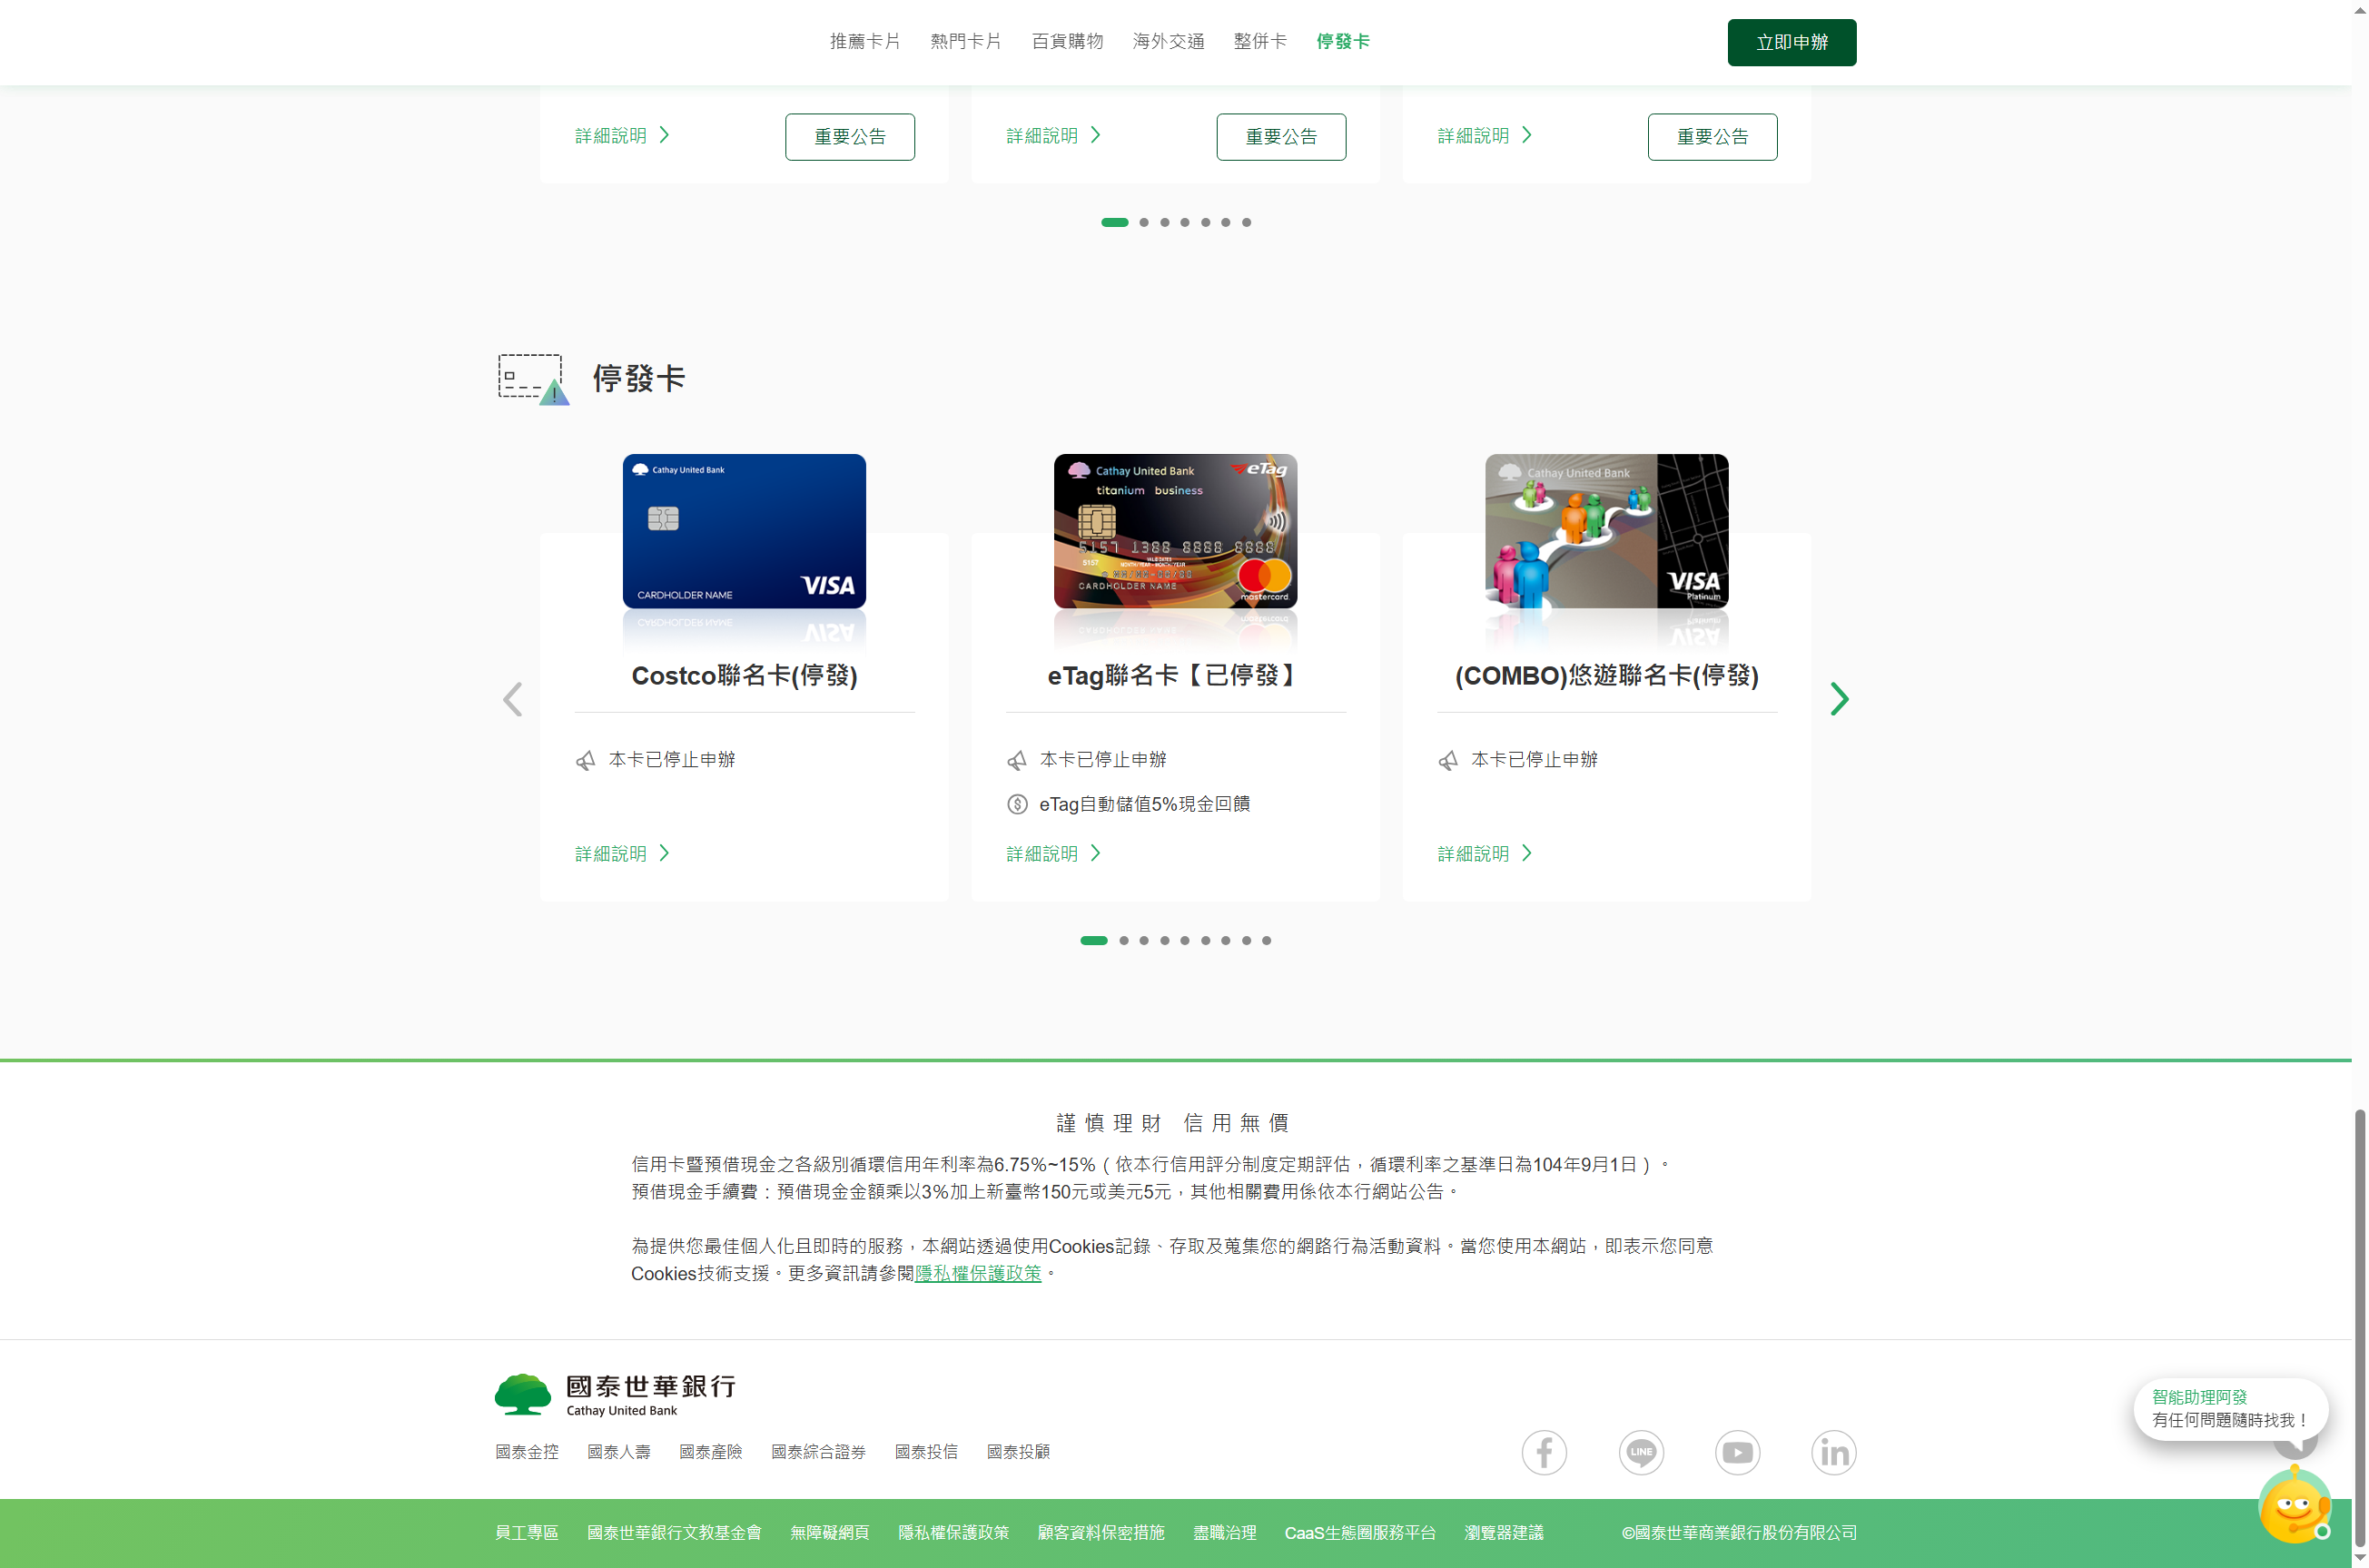 推薦卡片 熱門卡片 百貨購物 海外交通 整併卡 停發卡 立即申辦
詳細說明 重要公告 詳細說明 重要公告 詳細說明 重要公告
停發卡
Cathay United Bank
VISA
CARDHOLDER NAME
Cathay United Bank eTag
titanium business
5157 1388 8888 8888
5157
CARDHOLDER NAME
mastercard.
Cathay United Bank
VISA
Platinum
Costco聯名卡(停發) eTag聯名卡【已停發】 (COMBO)悠遊聯名卡(停發)
本卡已停止申辦 本卡已停止申辦 本卡已停止申辦
eTag自動儲值5%現金回饋
詳細說明 詳細說明 詳細說明
謹慎理財 信用無價
信用卡暨預借現金之各級別循環信用年利率為6.75%~15%（依本行信用評分制度定期評估，循環利率之基準日為104年9月1日）。
預借現金手續費：預借現金金額乘以3%加上新臺幣150元或美元5元，其他相關費用係依本行網站公告。
為提供您最佳個人化且即時的服務，本網站透過使用Cookies記錄、存取及蒐集您的網路行為活動資料。當您使用本網站，即表示您同意
Cookies技術支援。更多資訊請參閱隱私權保護政策。
國泰世華銀行
Cathay United Bank
國泰金控 國泰人壽 國泰產險 國泰綜合證券 國泰投信 國泰投顧
LINE
智能助理阿發
有任何問題隨時找我！
員工專區 國泰世華銀行文教基金會 無障礙網頁 隱私權保護政策 顧客資料保密措施 盡職治理 CaaS生態圈服務平台 瀏覽器建議 ©國泰世華商業銀行股份有限公司